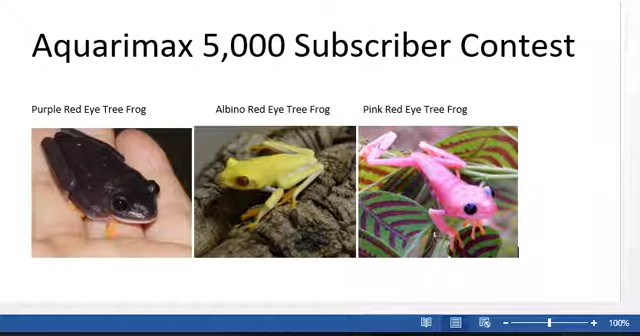 Aquarimax 5,000 Subscriber Contest
Purple Red Eye Tree Frog Albino Red Eye Tree Frog Pink Red Eye Tree Frog
100%